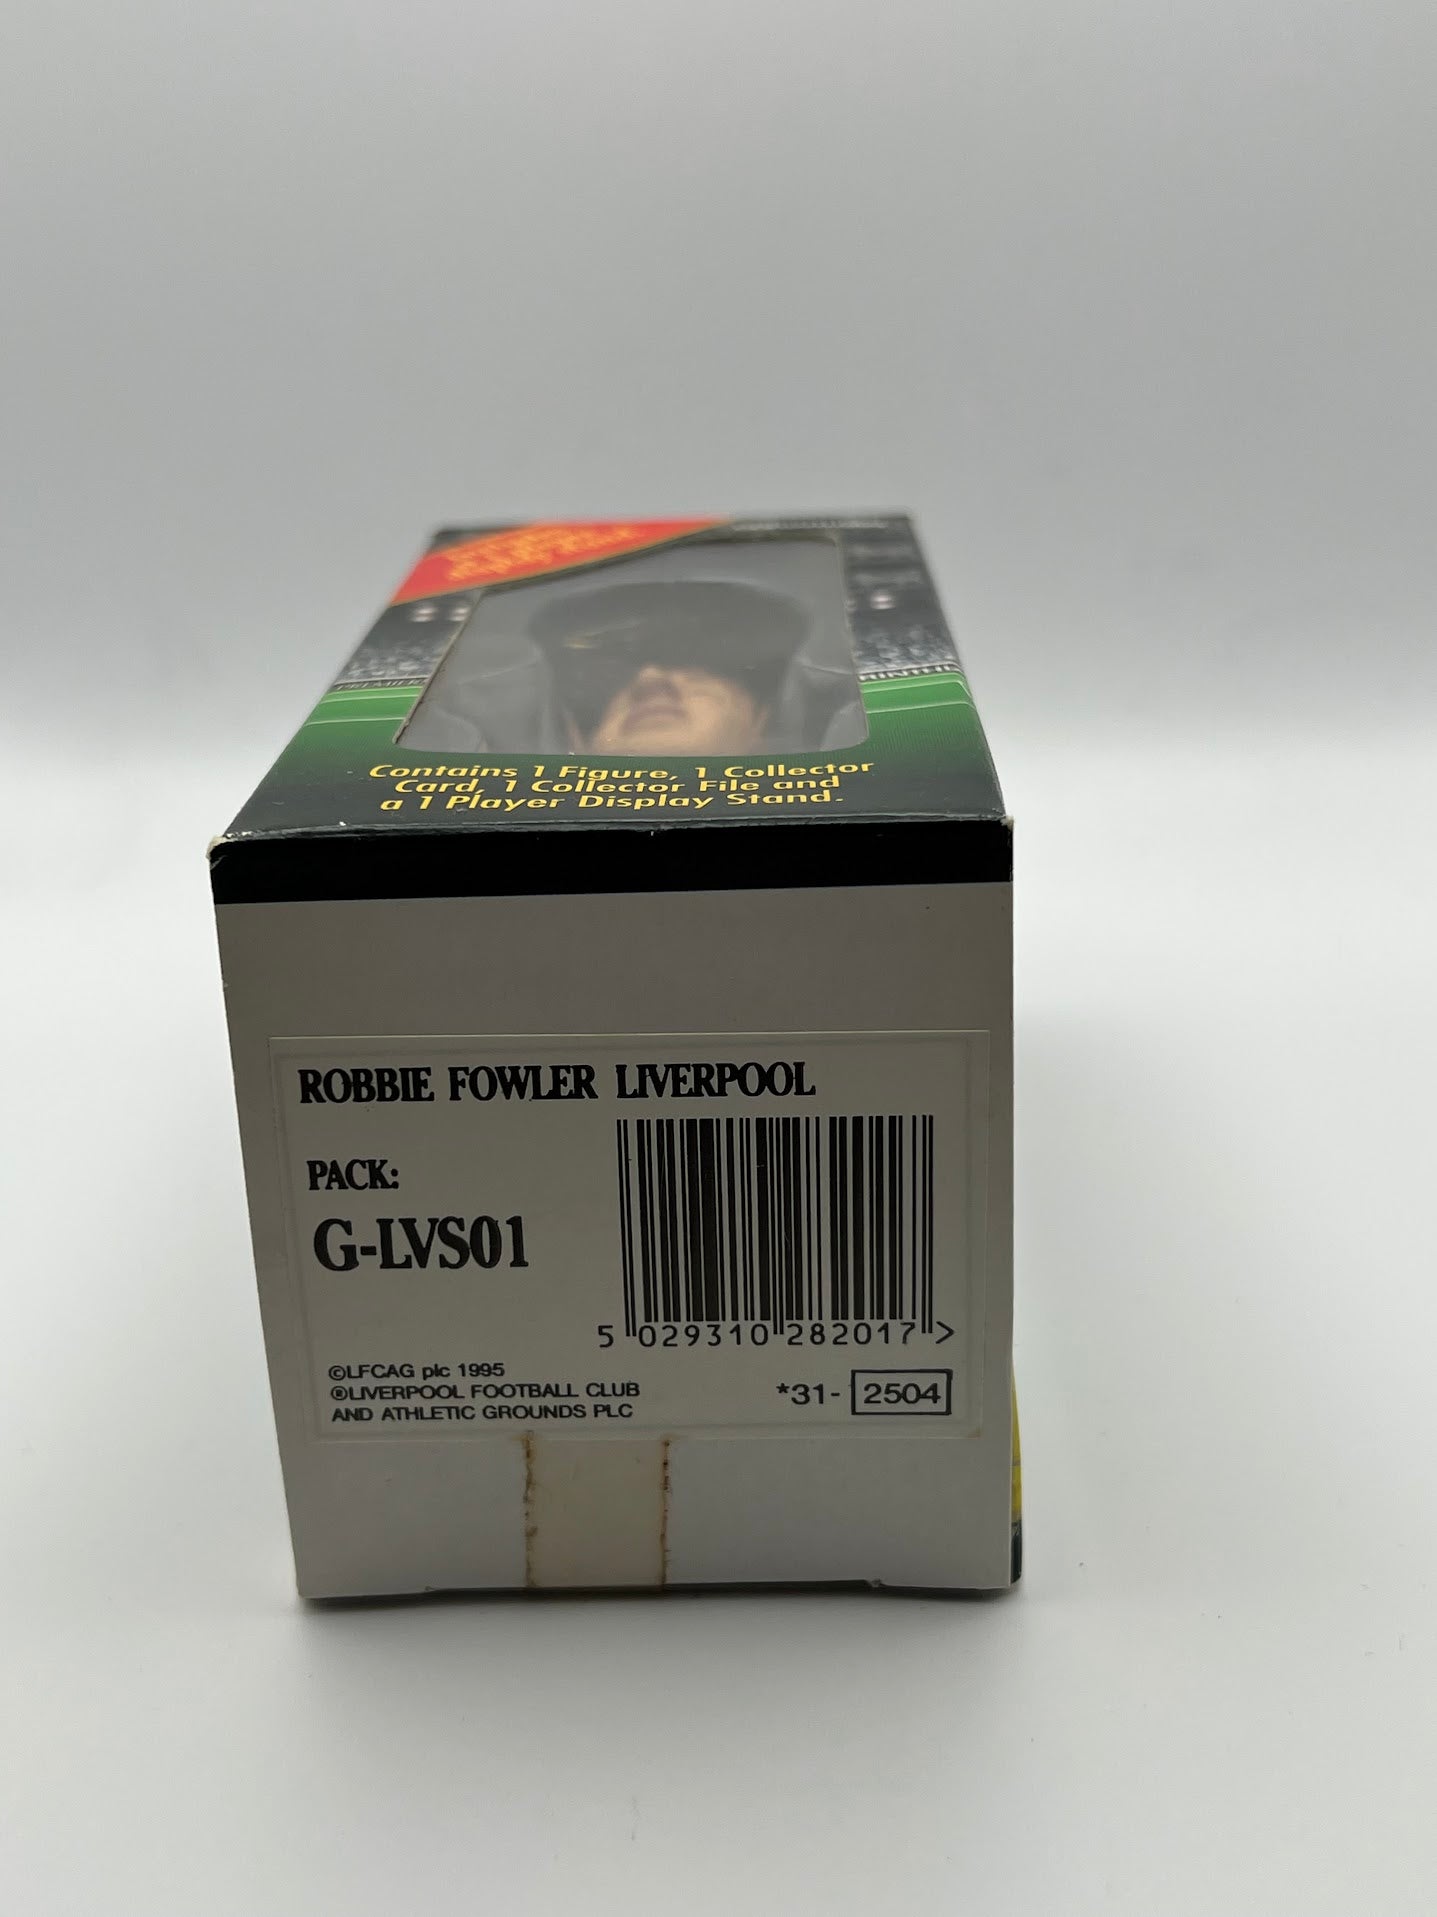 Contains 1 Figure, 1 Collector
Card, 1 Collector File and
a 1 Player Display Stand.
ROBBIE FOWLER LIVERPOOL
PACK:
G-LVS01
5 029310 282017 >
©LFCAG plc 1995
®LIVERPOOL FOOTBALL CLUB
AND ATHLETIC GROUNDS PLC
*31- 2504